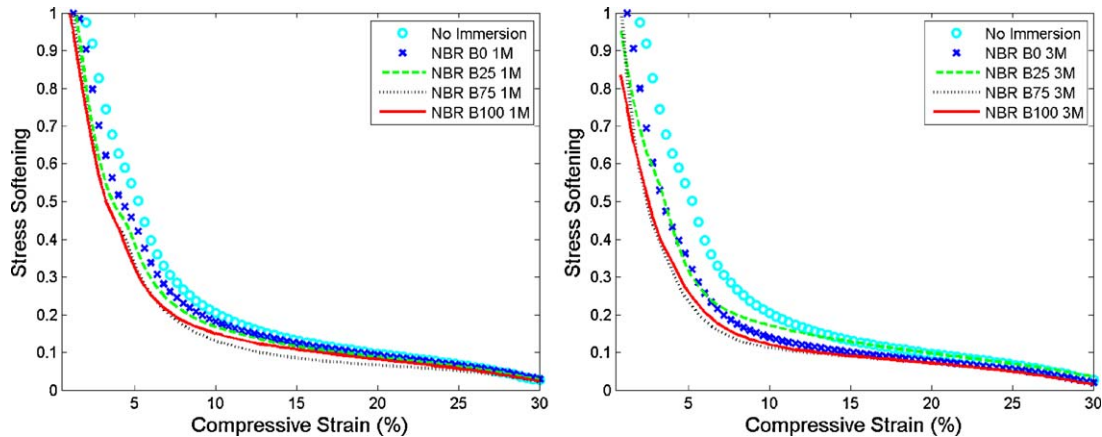 1
0.9
0.8
0.7
0.6
0.5
0.4
0.3
0.2
0.1
0
Stress Softening
No Immersion
NBR B0 1M
NBR B25 1M
NBR B75 1M
NBR B100 1M
5 10 15 20 25 30
Compressive Strain (%)
1
0.9
0.8
0.7
0.6
0.5
0.4
0.3
0.2
0.1
0
Stress Softening
No Immersion
NBR B0 3M
NBR B25 3M
NBR B75 3M
NBR B100 3M
5 10 15 20 25 30
Compressive Strain (%)